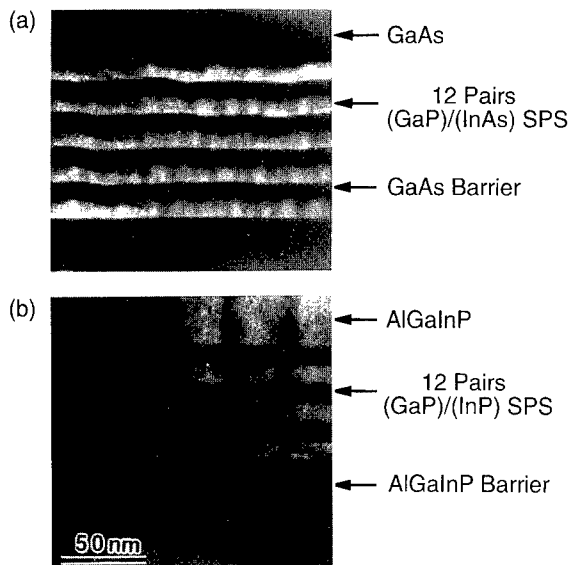 (a)
GaAs
12 Pairs
(GaP)/(InAs) SPS
GaAs Barrier
(b)
AlGaInP
12 Pairs
(GaP)/(InP) SPS
AlGaInP Barrier
50nm